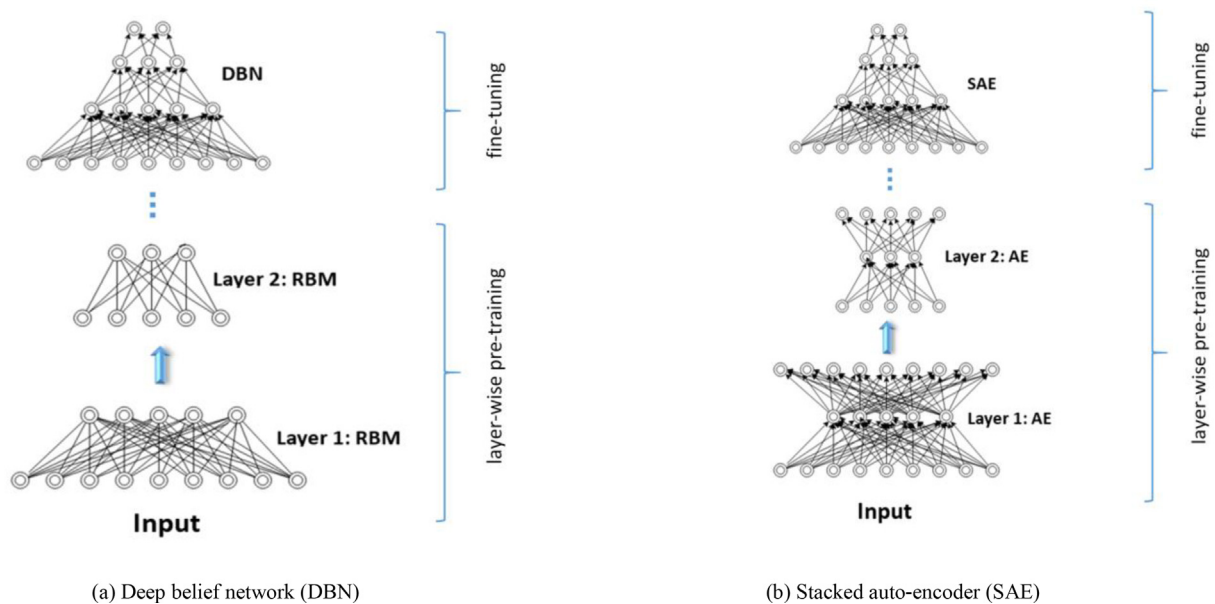 DBN
fine-tuning
Layer 2: RBM
layer-wise pre-training
Layer 1: RBM
Input
(a) Deep belief network (DBN)
SAE
fine-tuning
Layer 2: AE
layer-wise pre-training
Layer 1: AE
Input
(b) Stacked auto-encoder (SAE)